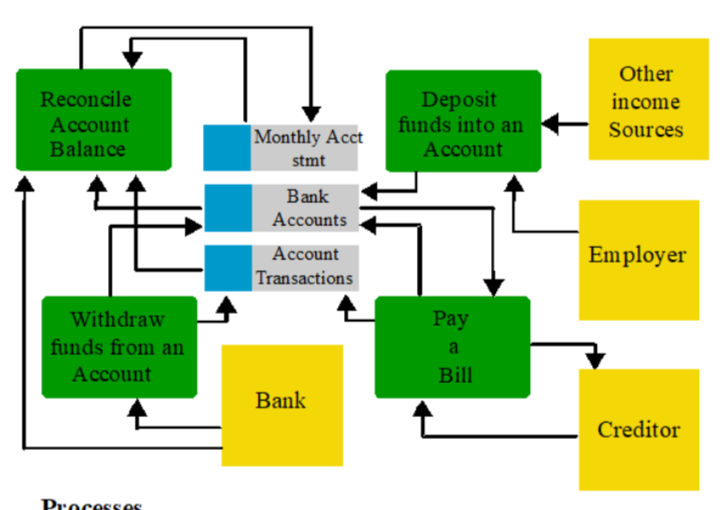 Reconcile
Account
Balance
Monthly Acct
stmt
Deposit
funds into an
Account
Other
income
Sources
Bank
Accounts
Account
Transactions
Employer
Withdraw
funds from an
Account
Pay
a
Bill
Bank
Creditor
Processes